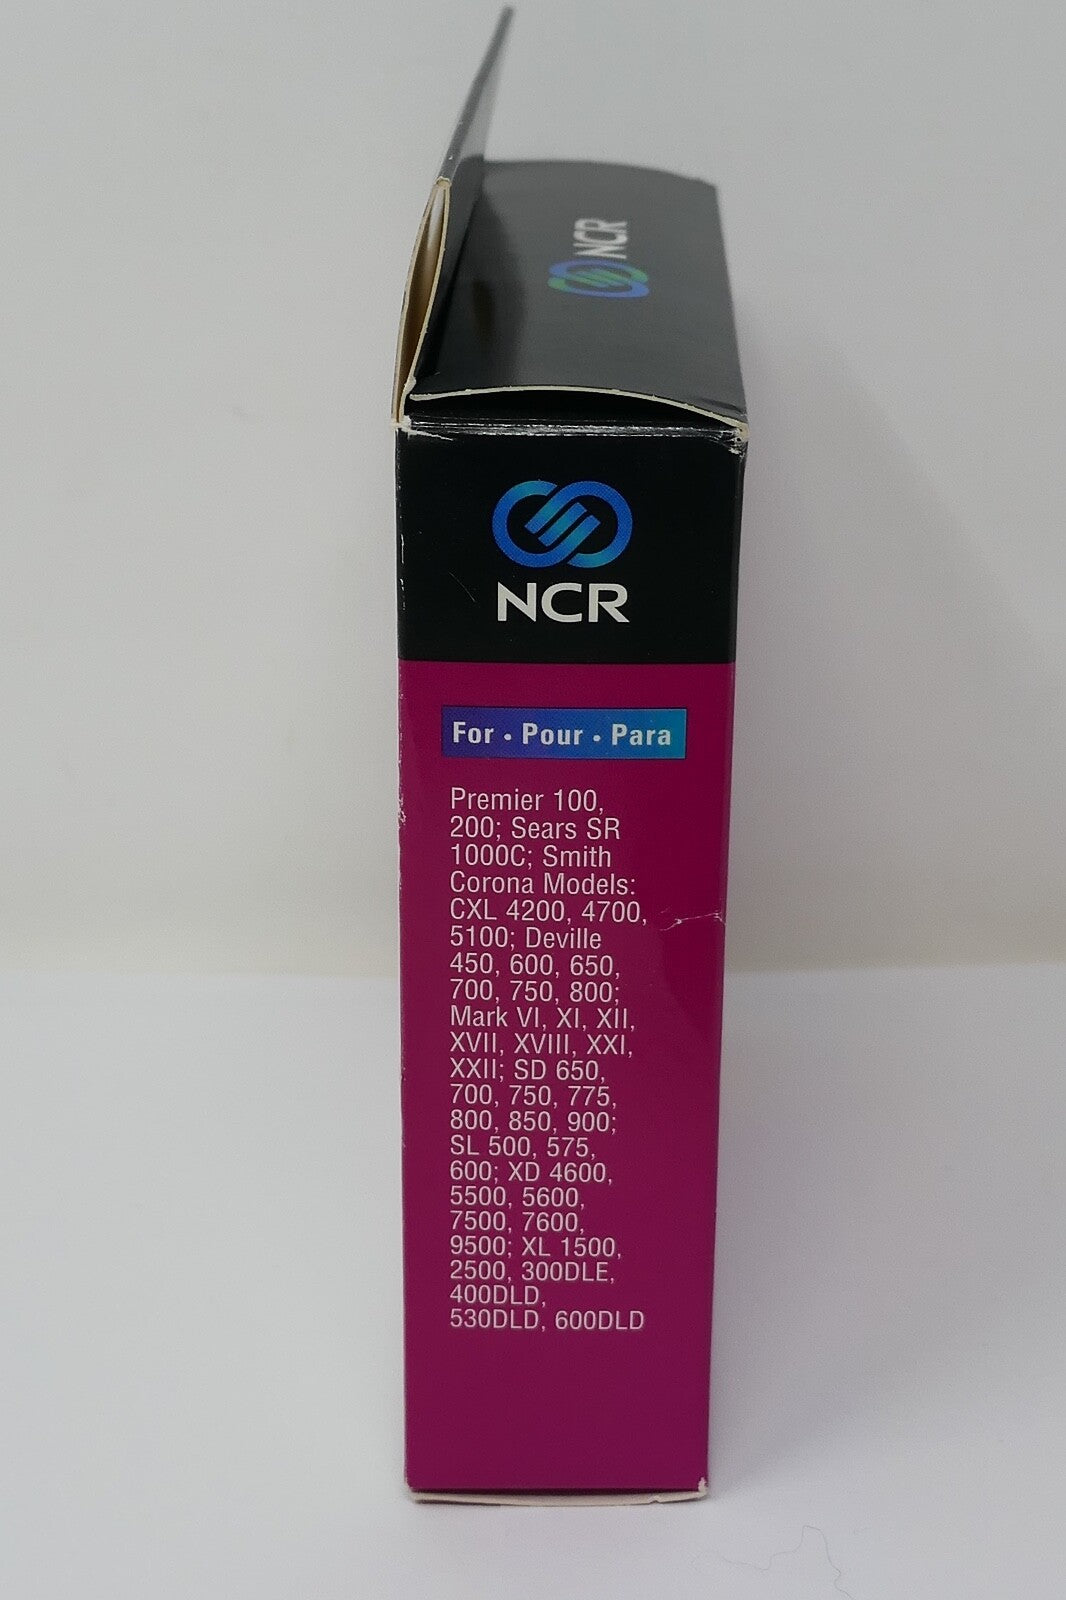 NCR
NCR
For • Pour • Para
Premier 100,
200; Sears SR
1000C; Smith
Corona Models:
CXL 4200, 4700,
5100; Deville
450, 600, 650,
700, 750, 800;
Mark VI, XI, XII,
XVII, XVIII, XXI,
XXII; SD 650,
700, 750, 775,
800, 850, 900;
SL 500, 575,
600; XD 4600,
5500, 5600,
7500, 7600,
9500; XL 1500,
2500, 300DLE,
400DLD,
530DLD, 600DLD